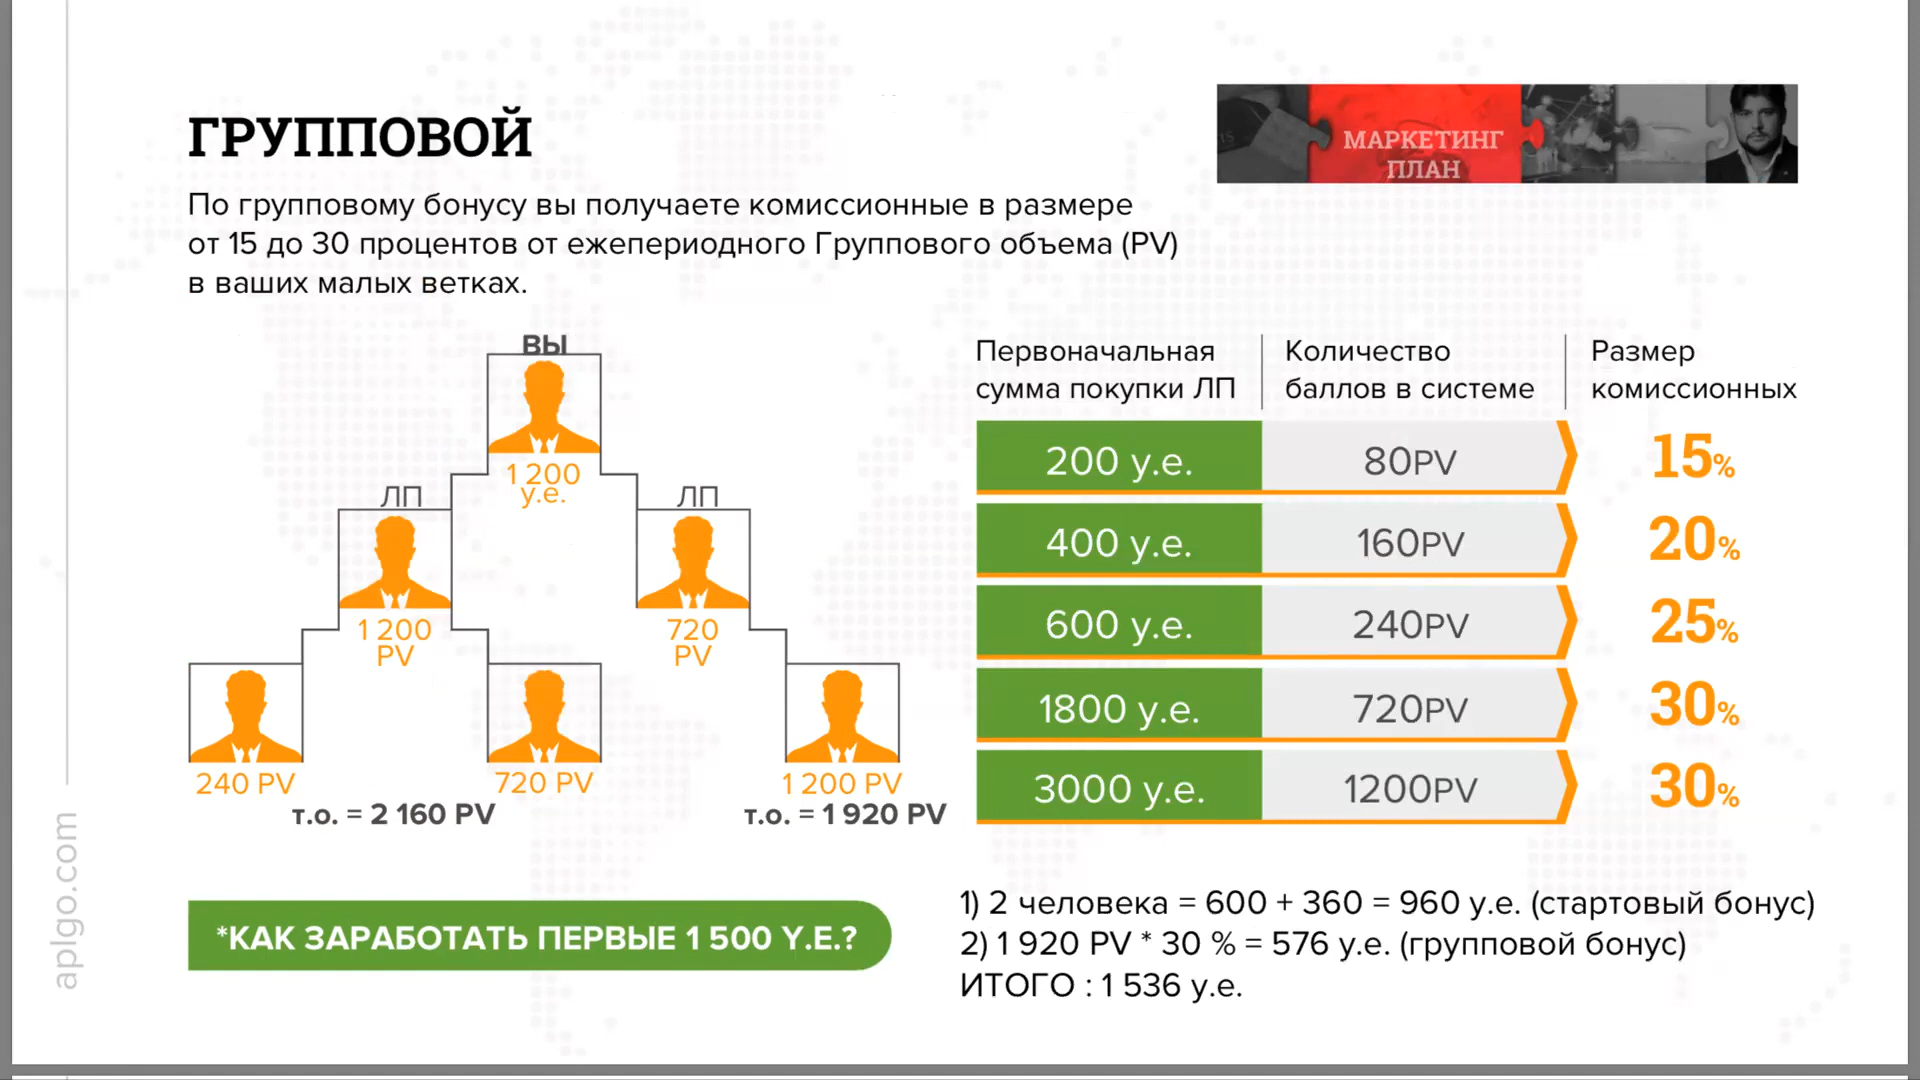 МАРКЕТИНГ
ПЛАН
ГРУППОВОЙ
По групповому бонусу вы получаете комиссионные в размере
от 15 до 30 процентов от ежепериодного Группового объема (PV)
в ваших малых ветках.
ВЫ
1 200
у.е.
ЛП
ЛП
1 200
PV
720
PV
240 PV
720 PV
1 200 PV
т.о. = 2 160 PV
т.о. = 1 920 PV
Первоначальная
сумма покупки ЛП
Количество
баллов в системе
Размер
комиссионных
200 у.е. 80PV 15%
400 у.е. 160PV 20%
600 у.е. 240PV 25%
1800 у.е. 720PV 30%
3000 у.е. 1200PV 30%
*КАК ЗАРАБОТАТЬ ПЕРВЫЕ 1 500 У.Е.?
1) 2 человека = 600 + 360 = 960 у.е. (стартовый бонус)
2) 1 920 PV * 30 % = 576 у.е. (групповой бонус)
ИТОГО : 1 536 у.е.
aplgo.com